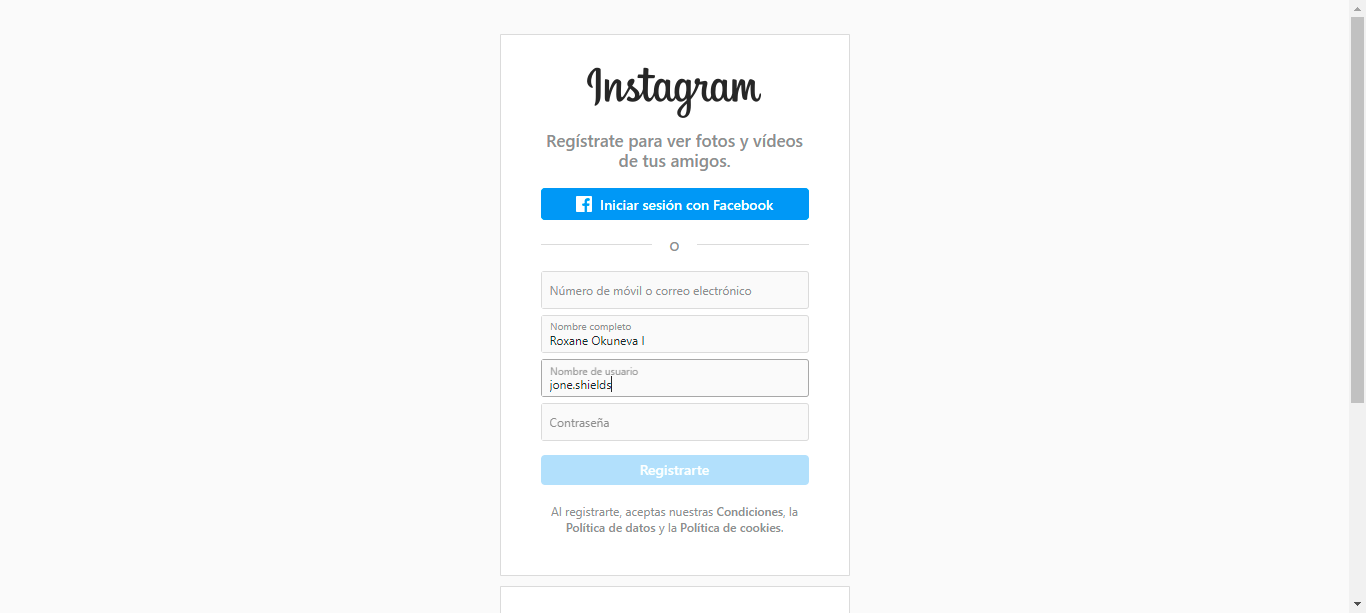 Instagram
Regístrate para ver fotos y vídeos
de tus amigos.
Iniciar sesión con Facebook
O
Número de móvil o correo electrónico
Nombre completo
Roxane Okuneva I
Nombre de usuario
jone.shields
Contraseña
Registrarte
Al registrarte, aceptas nuestras Condiciones, la
Política de datos y la Política de cookies.